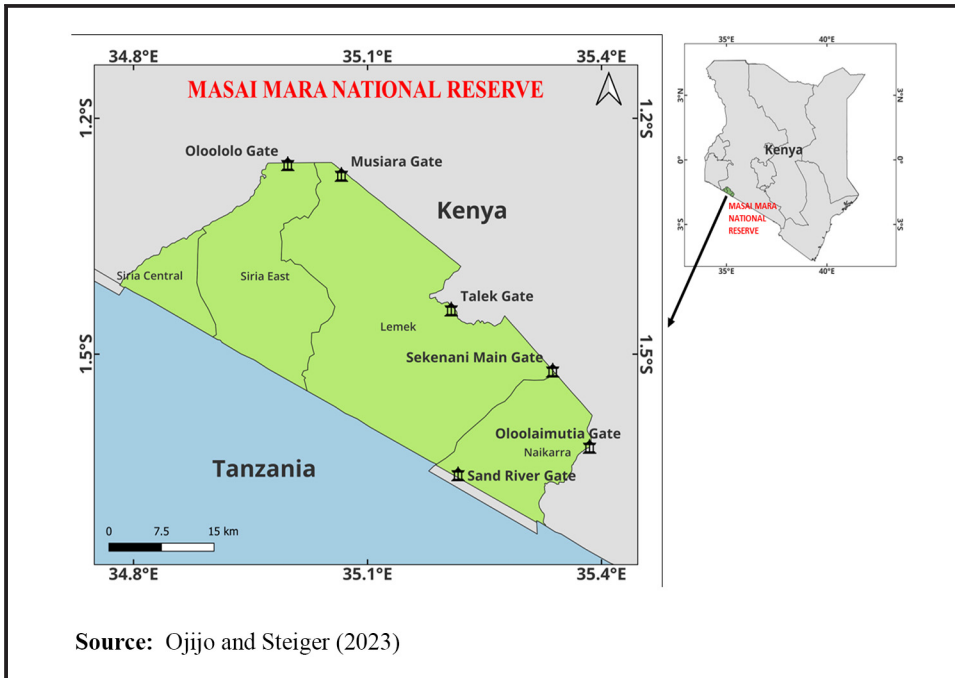 34.8°E
35.1°E
35.4°E
MASAI MARA NATIONAL RESERVE
1.2°S
1.2°S
Oloololo Gate
Musiara Gate
Kenya
Siria Central
Siria East
Talek Gate
Lemek
1.5°S
1.5°S
Sekenani Main Gate
Oloolaimutia Gate
Naikarra
Tanzania
Sand River Gate
0 7.5 15 km
34.8°E
35.1°E
35.4°E
35°E
40°E
3°N
3°N
Kenya
0°
0°
MASAI MARA
NATIONAL
RESERVE
3°S
3°S
35°E
40°E
Source: Ojijo and Steiger (2023)